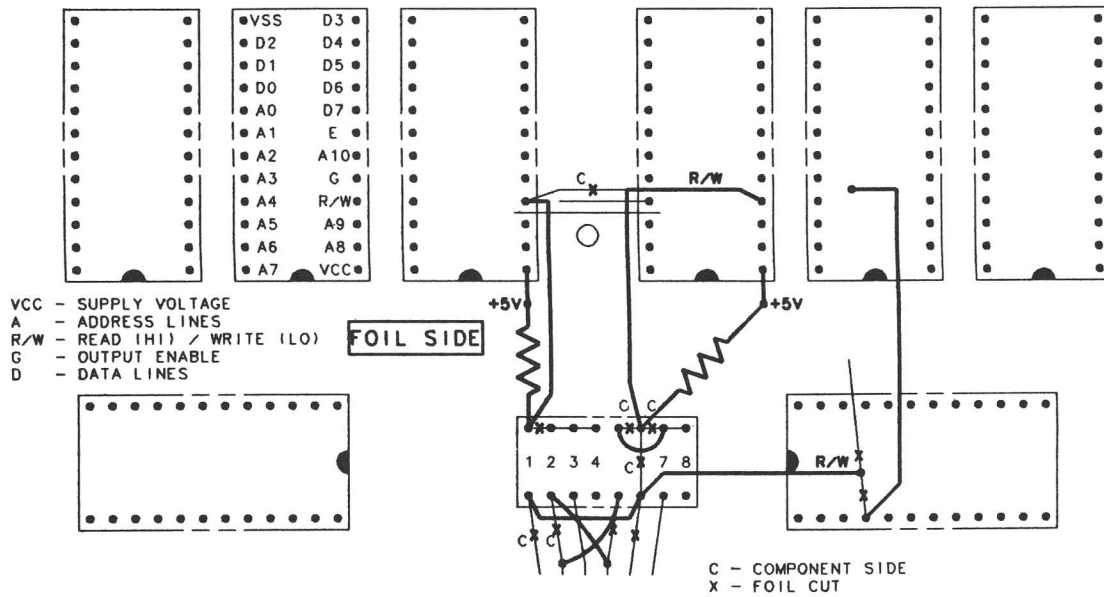 VSS D3
D2 D4
D1 D5
D0 D6
A0 D7
A1 E
A2 A10
A3 G
A4 R/W
A5 A9
A6 A8
A7 VCC
C
R/W
+5V
+5V
VCC - SUPPLY VOLTAGE
A - ADDRESS LINES
R/W - READ (HI) / WRITE (LO)
G - OUTPUT ENABLE
D - DATA LINES
FOIL SIDE
C C
1 2 3 4 7 8
C
R/W
C C
C - COMPONENT SIDE
X - FOIL CUT